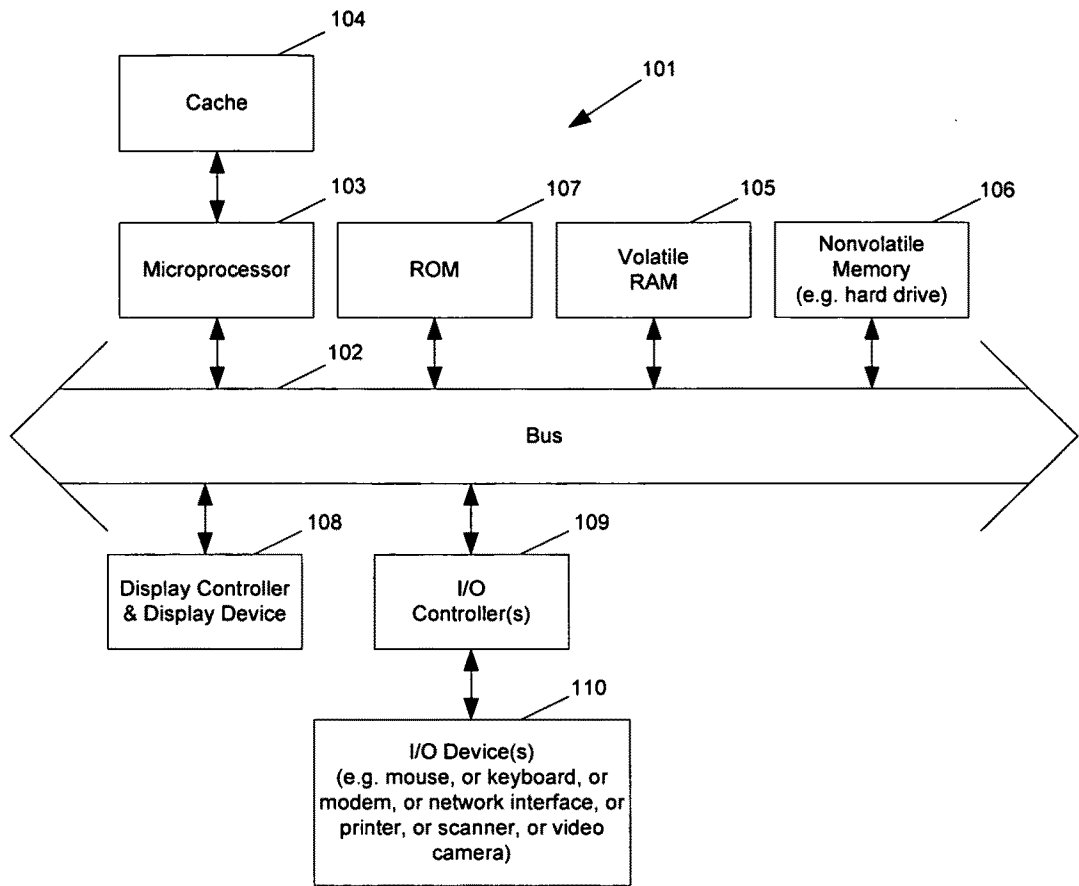 104
Cache
101
103
107
105
106
Microprocessor
ROM
Volatile
RAM
Nonvolatile
Memory
(e.g. hard drive)
102
Bus
108
109
Display Controller
& Display Device
I/O
Controller(s)
110
I/O Device(s)
(e.g. mouse, or keyboard, or
modem, or network interface, or
printer, or scanner, or video
camera)